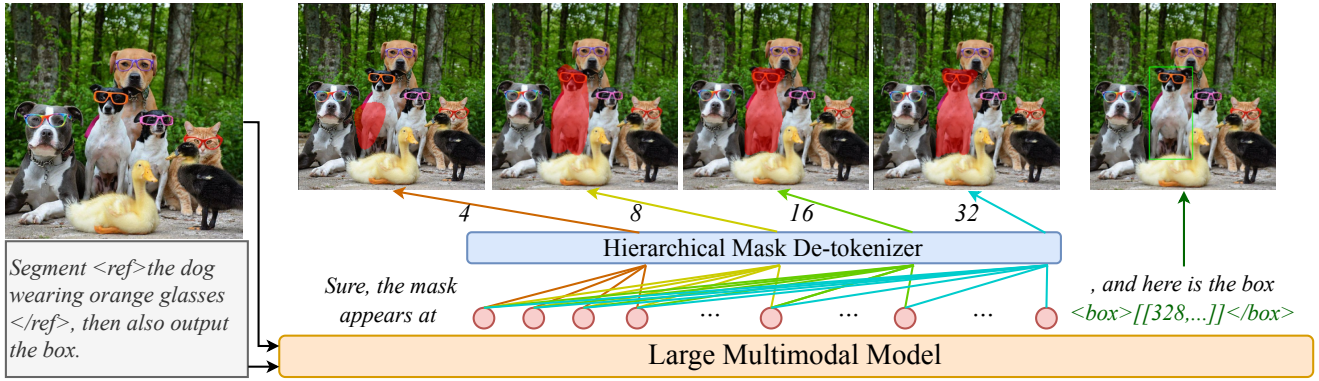 Segment <ref>the dog
wearing orange glasses
</ref>, then also output
the box.
4
8
16
32
Hierarchical Mask De-tokenizer
Sure, the mask
appears at
... ... ...
, and here is the box
<box>[[328,...]]</box>
Large Multimodal Model